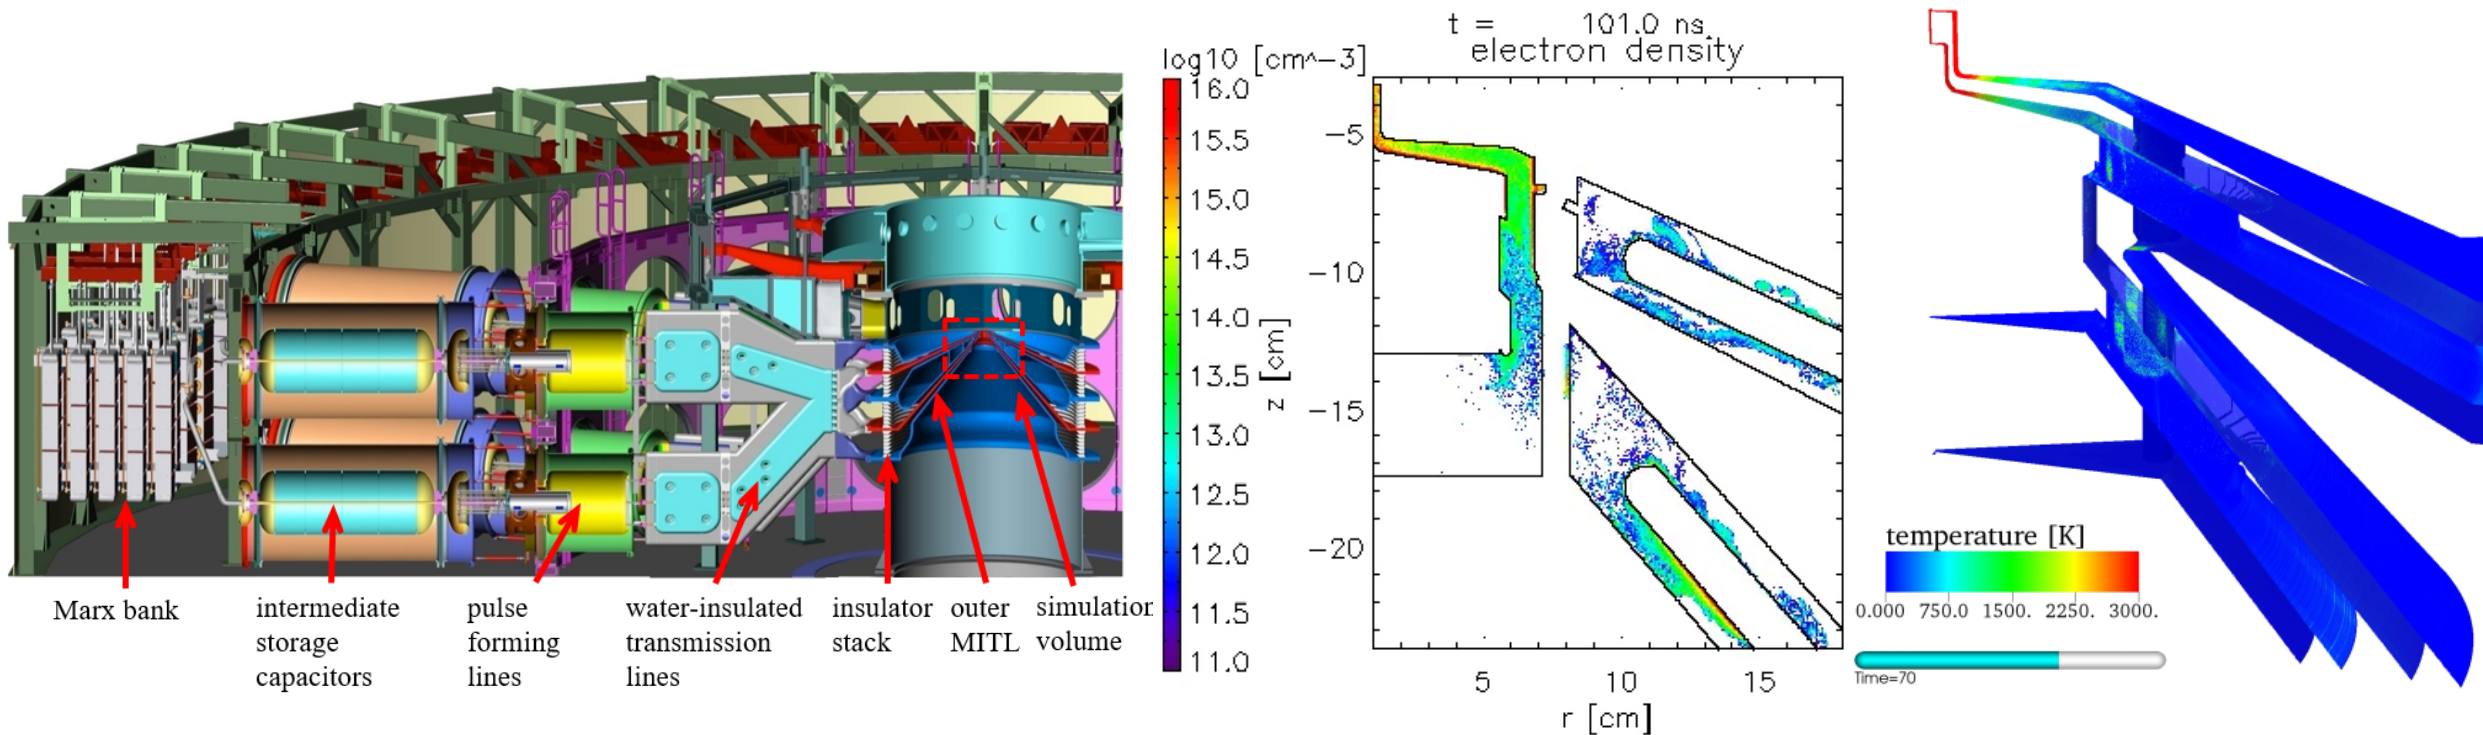 Marx bank
intermediate
storage
capacitors
pulse
forming
lines
water-insulated
transmission
lines
insulator
stack
outer
MITL
simulation
volume
log10 [cm^-3]
16.0
15.5
15.0
14.5
14.0
13.5
13.0
12.5
12.0
11.5
11.0
t = 101.0 ns.
electron density
-5
-10
-15
-20
z [cm]
5 10 15
r [cm]
temperature [K]
0.000 750.0 1500. 2250. 3000.
Time=70